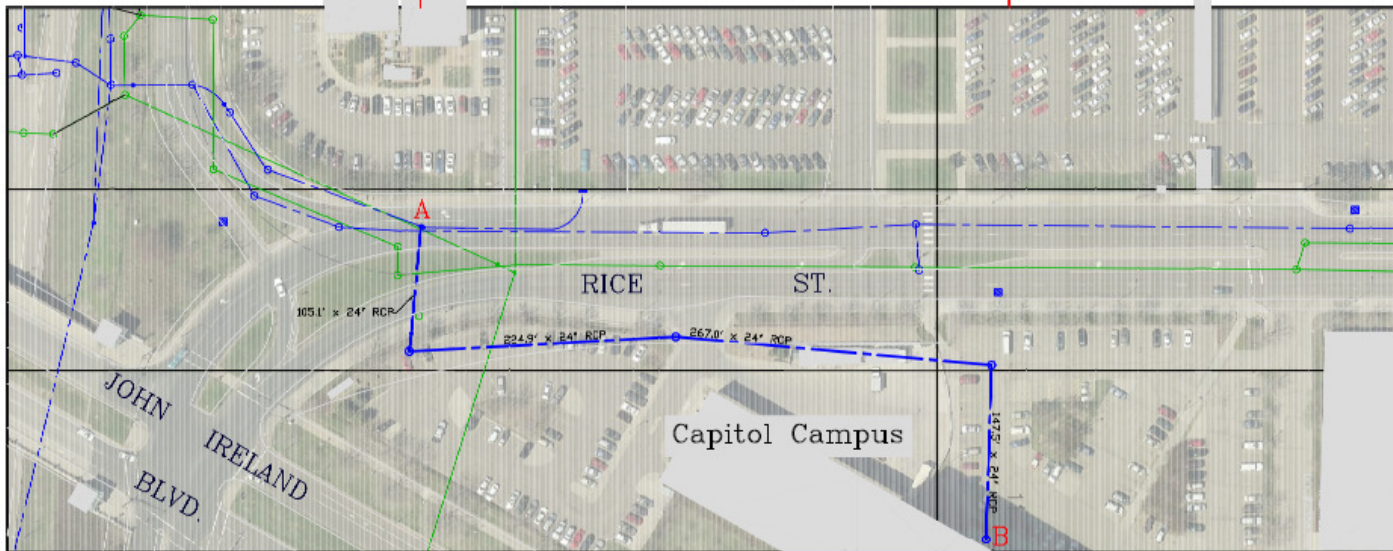 A
RICE ST.
105.1' x 24" RCP
224.9' x 24" RCP
267.0' x 24" RCP
JOHN
IRELAND
BLVD.
Capitol Campus
147.5' x 24" RCP
B